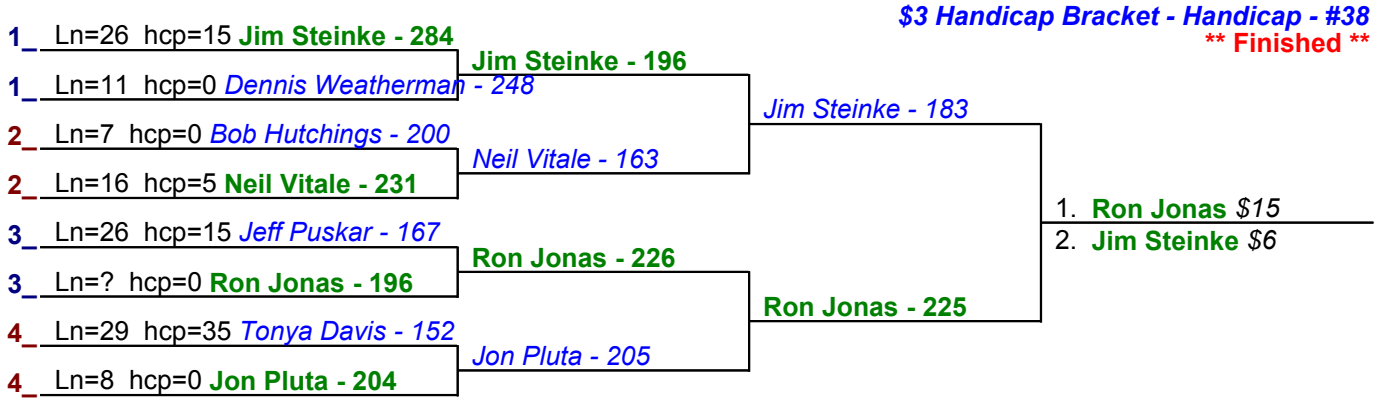 $3 Handicap Bracket - Handicap - #38
** Finished **
1_ Ln=26 hcp=15 Jim Steinke - 284
Jim Steinke - 196
1_ Ln=11 hcp=0 Dennis Weatherman - 248
Jim Steinke - 183
2_ Ln=7 hcp=0 Bob Hutchings - 200
Neil Vitale - 163
2_ Ln=16 hcp=5 Neil Vitale - 231
1. Ron Jonas $15
2. Jim Steinke $6
3_ Ln=26 hcp=15 Jeff Puskar - 167
Ron Jonas - 226
3_ Ln=? hcp=0 Ron Jonas - 196
Ron Jonas - 225
4_ Ln=29 hcp=35 Tonya Davis - 152
Jon Pluta - 205
4_ Ln=8 hcp=0 Jon Pluta - 204